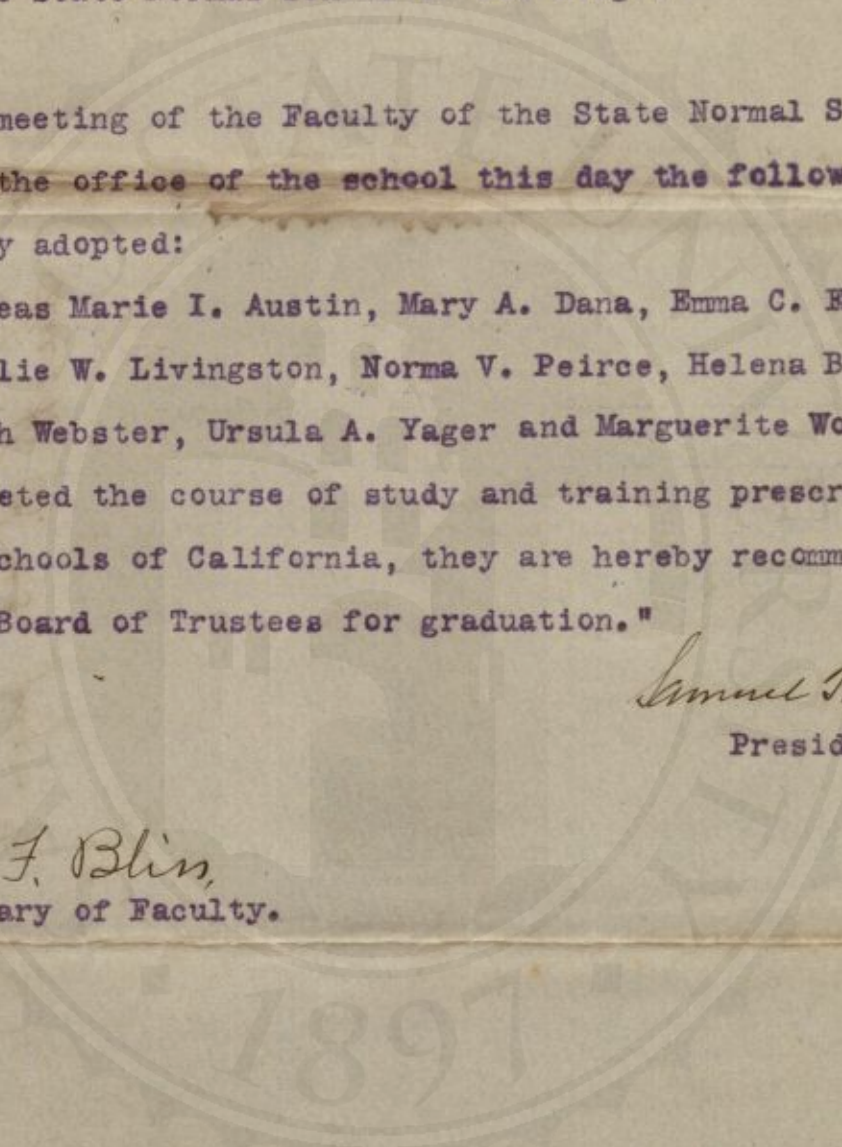 meeting of the Faculty of the State Normal S
the office of the school this day the follow
y adopted:
eas Marie I. Austin, Mary A. Dana, Emma C. 
lie W. Livingston, Norma V. Peirce, Helena B
h Webster, Ursula A. Yager and Marguerite Wo
eted the course of study and training prescr
chools of California, they are hereby recomm
Board of Trustees for graduation."
Samuel T.
Presid
F. Bliss,
ary of Faculty.
1897